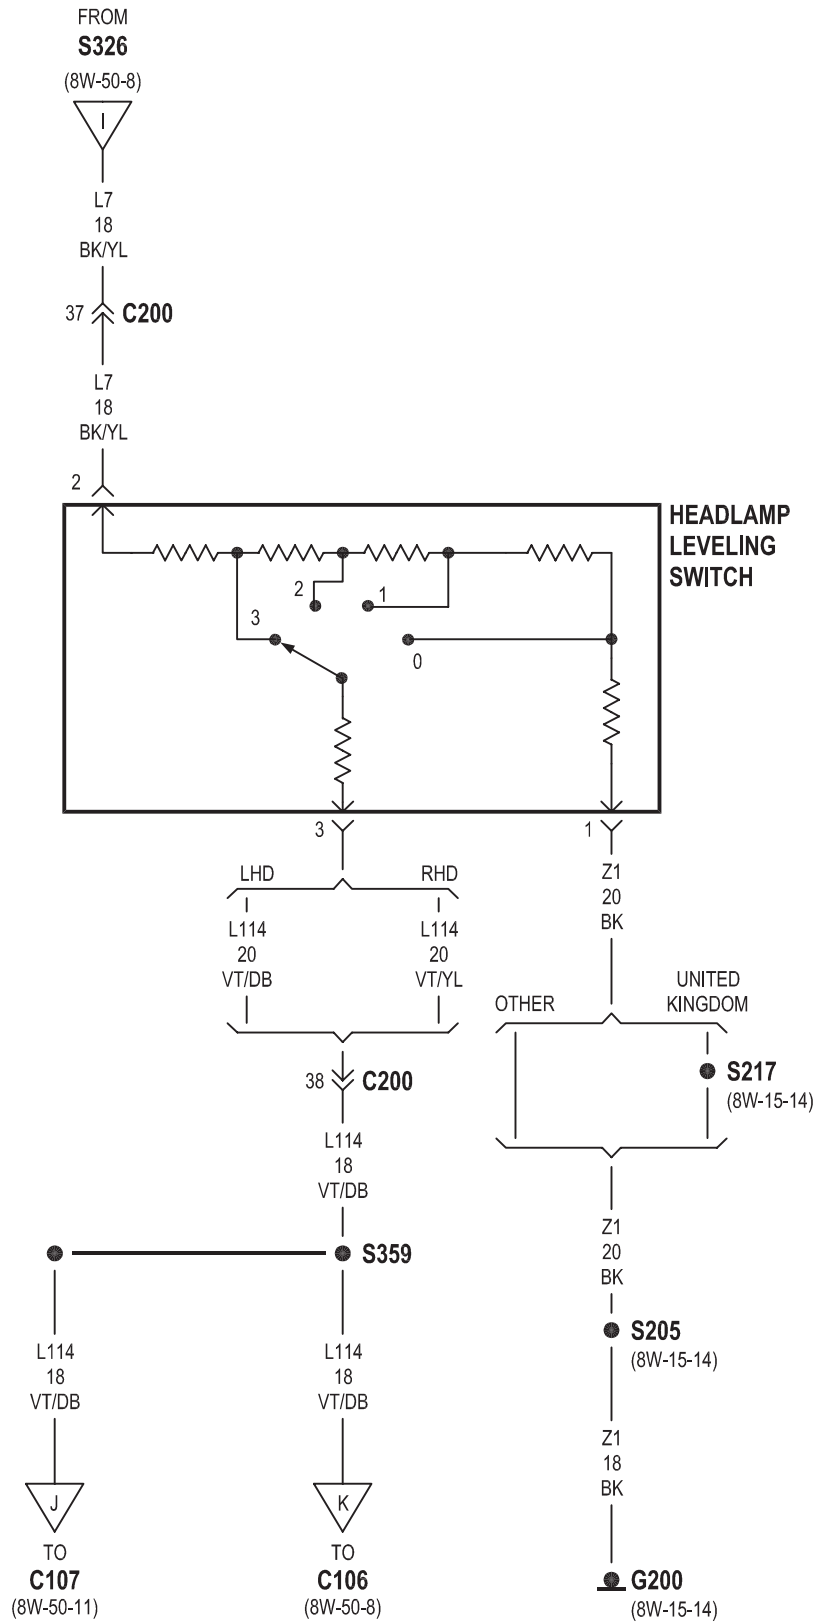 FROM
S326
(8W-50-8)
I
L7
18
BK/YL
37
C200
L7
18
BK/YL
2
HEADLAMP
LEVELING
SWITCH
2
1
3
0
3
1
LHD
RHD
L114
20
VT/DB
L114
20
VT/YL
Z1
20
BK
OTHER
UNITED
KINGDOM
S217
(8W-15-14)
38
C200
L114
18
VT/DB
S359
Z1
20
BK
S205
(8W-15-14)
L114
18
VT/DB
L114
18
VT/DB
Z1
18
BK
J
K
TO
C107
(8W-50-11)
TO
C106
(8W-50-8)
G200
(8W-15-14)